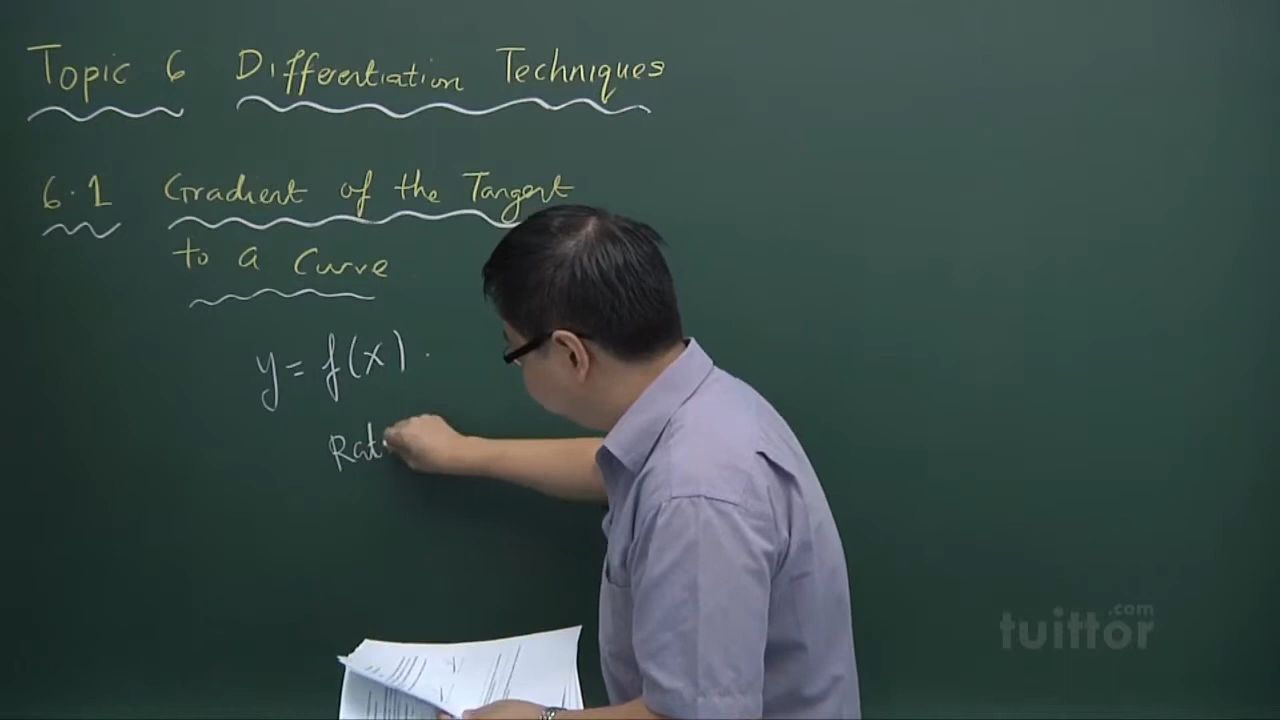 Topic 6 Differentiation Techniques
6.1 Gradient of the Tangent
to a Curve
y = f(x).
Rat
tuittor.com